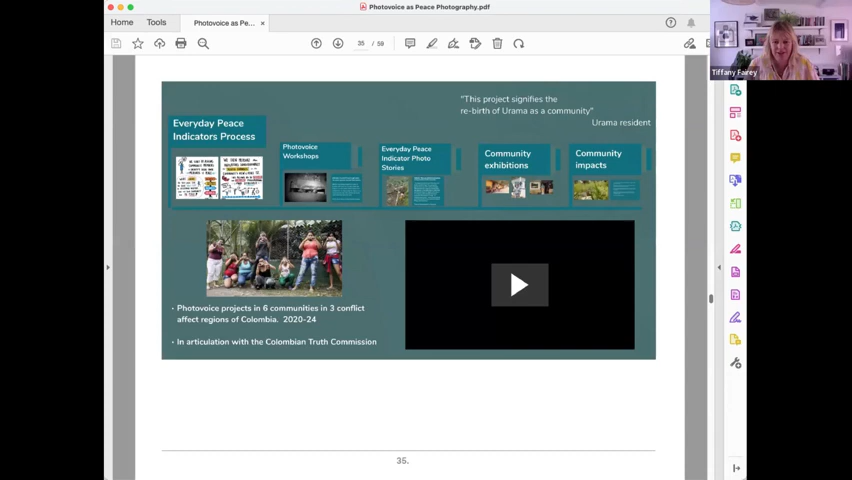 Photovoice as Peace Photography.pdf
Home
Tools
Photovoice as Pe...
35 / 59
Tiffany Fairey
"This project signifies the
re-birth of Urama as a community"
Urama resident
Everyday Peace
Indicators Process
Photovoice
Workshops
Everyday Peace
Indicator Photo
Stories
Community
exhibitions
Community
impacts
· Photovoice projects in 6 communities in 3 conflict
affect regions of Colombia. 2020-24
· In articulation with the Colombian Truth Commission
35.